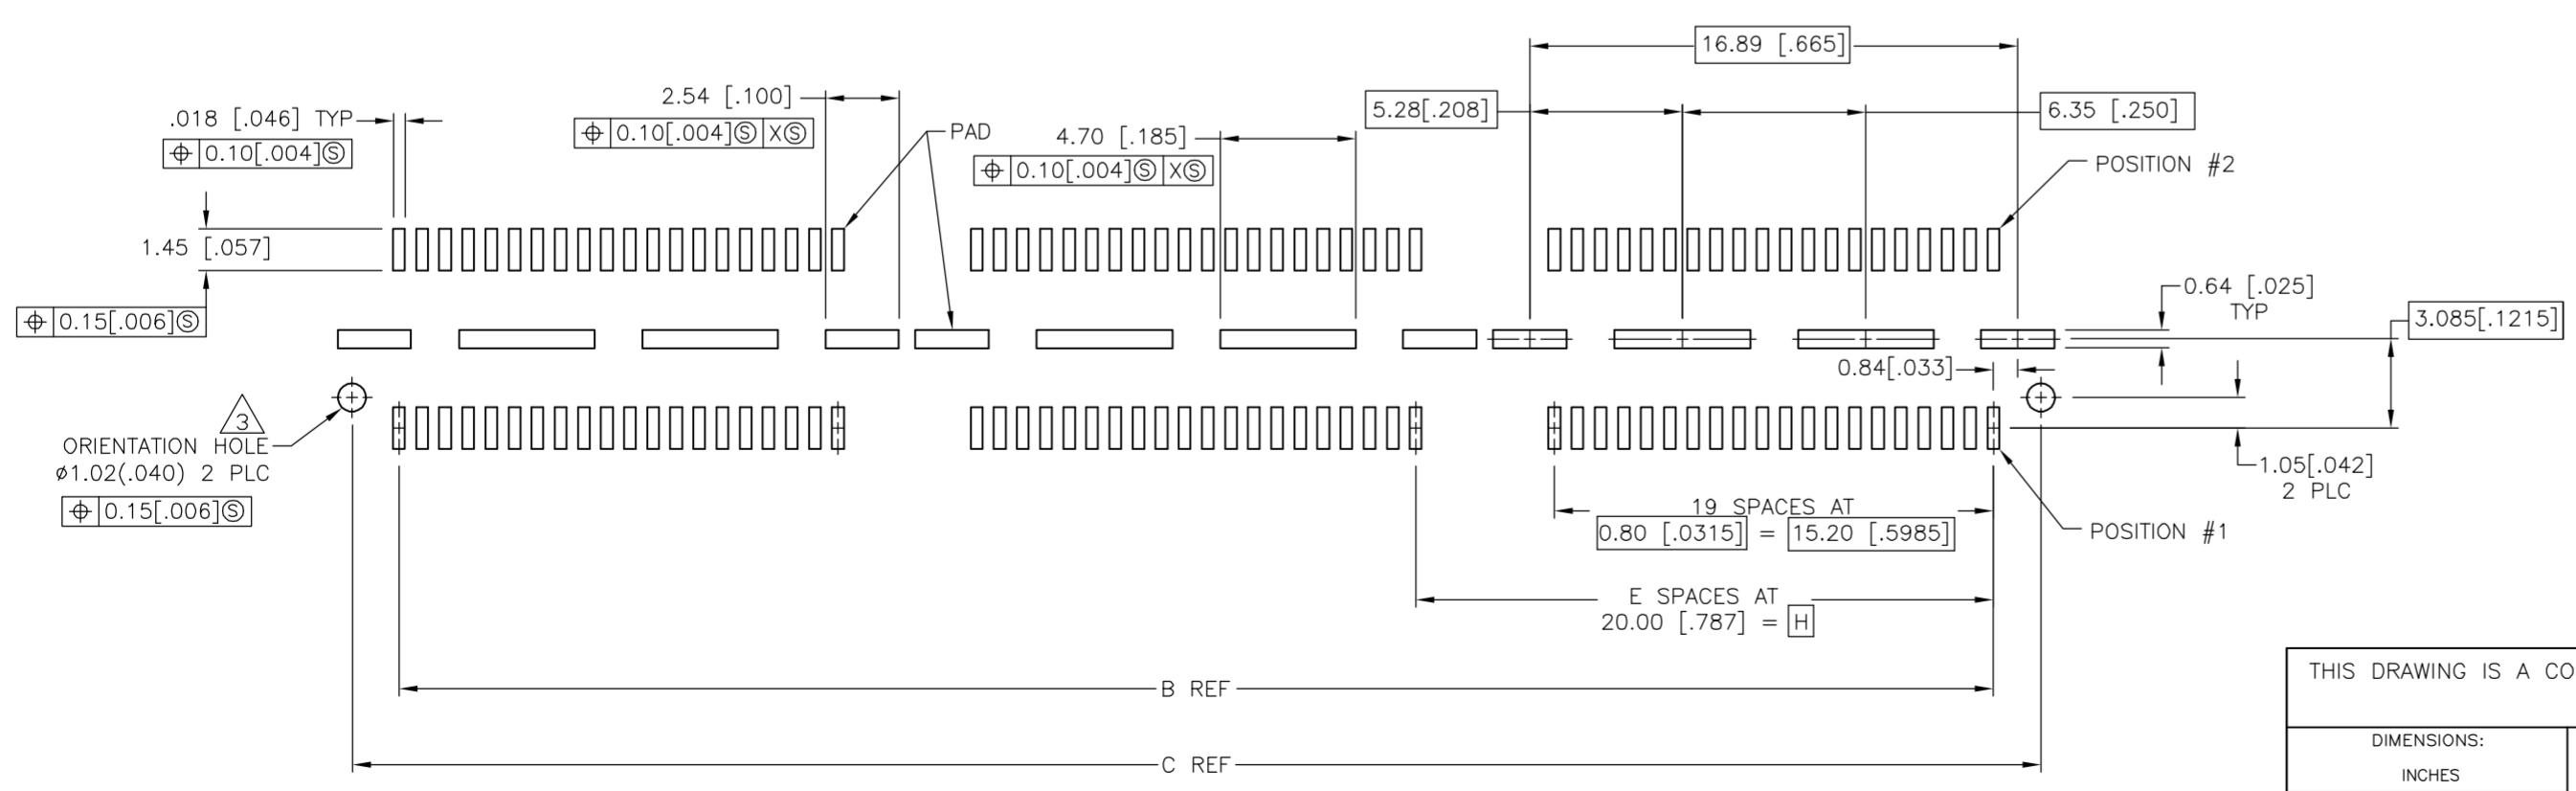 16.89 [.665]
2.54 [.100]
5.28[.208]
6.35 [.250]
.018 [.046] TYP
⌖ 0.10[.004]Ⓢ XⓈ
PAD
4.70 [.185]
⌖ 0.10[.004]Ⓢ
⌖ 0.10[.004]Ⓢ XⓈ
POSITION #2
1.45 [.057]
0.64 [.025]
TYP
⌖ 0.15[.006]Ⓢ
3.085[.1215]
0.84[.033]
3
ORIENTATION HOLE
⌀1.02(.040) 2 PLC
⌖ 0.15[.006]Ⓢ
1.05[.042]
2 PLC
19 SPACES AT
0.80 [.0315] = 15.20 [.5985]
POSITION #1
E SPACES AT
20.00 [.787] = H
B REF
C REF
THIS DRAWING IS A CO
DIMENSIONS:
INCHES